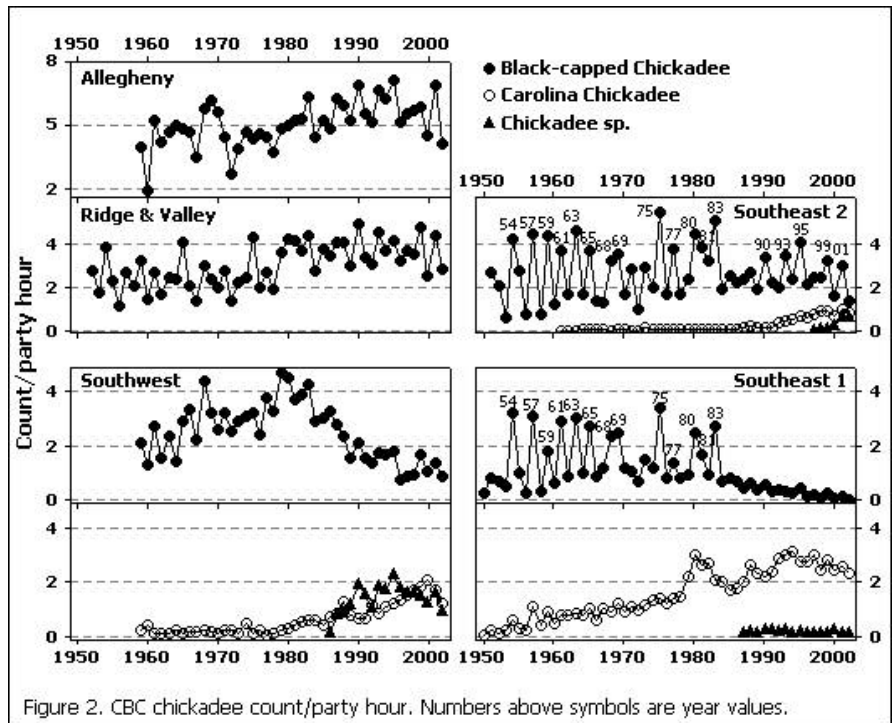 1950 1960 1970 1980 1990 2000
8
Allegheny
5
2
Ridge & Valley
4
2
0
Black-capped Chickadee
Carolina Chickadee
Chickadee sp.
1950 1960 1970 1980 1990 2000
Southeast 2
54 57 59 61 63 65 68 69 75 77 80 81 83 90 93 95 99 01
4
2
0
Count/party hour
Southwest
4
2
0
4
2
0
1950 1960 1970 1980 1990 2000
Southeast 1
54 57 59 61 63 65 68 69 75 77 80 81 83
4
2
0
4
2
0
1950 1960 1970 1980 1990 2000
Figure 2. CBC chickadee count/party hour. Numbers above symbols are year values.